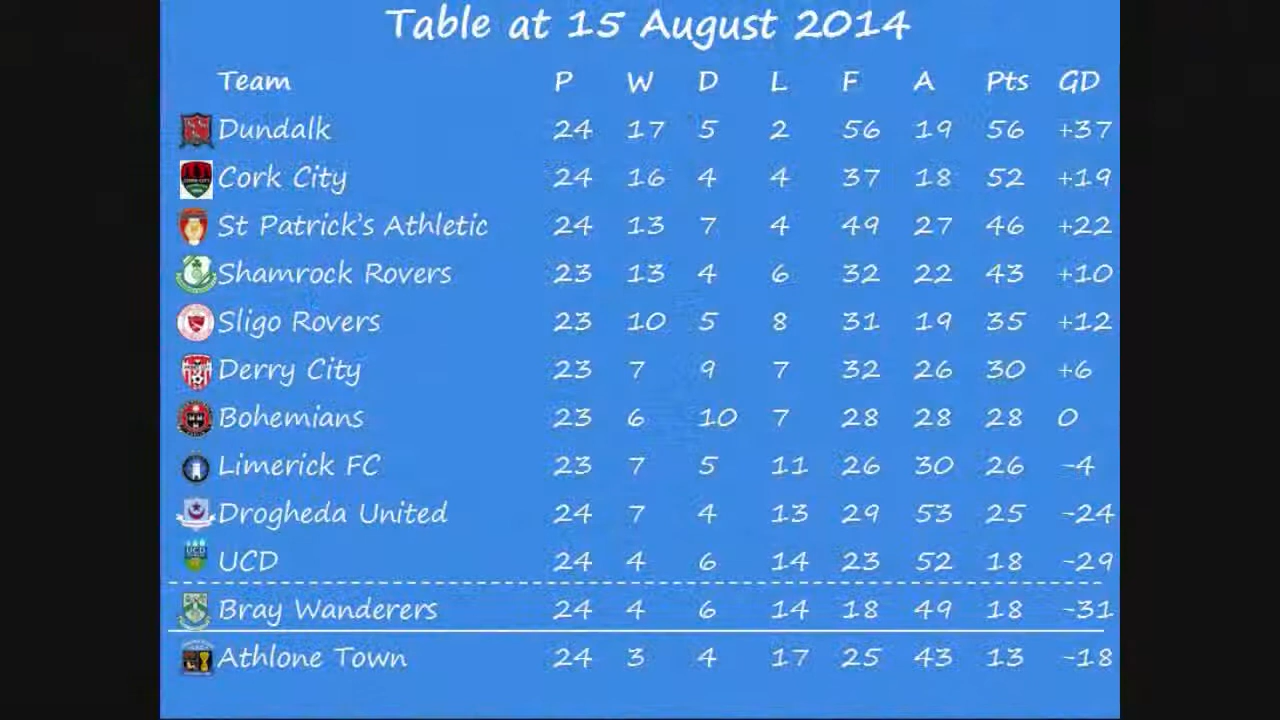 Table at 15 August 2014
Team P W D L F A Pts GD
Dundalk 24 17 5 2 56 19 56 +37
Cork City 24 16 4 4 37 18 52 +19
St Patrick's Athletic 24 13 7 4 49 27 46 +22
Shamrock Rovers 23 13 4 6 32 22 43 +10
Sligo Rovers 23 10 5 8 31 19 35 +12
Derry City 23 7 9 7 32 26 30 +6
Bohemians 23 6 10 7 28 28 28 0
Limerick FC 23 7 5 11 26 30 26 -4
Drogheda United 24 7 4 13 29 53 25 -24
UCD 24 4 6 14 23 52 18 -29
Bray Wanderers 24 4 6 14 18 49 18 -31
Athlone Town 24 3 4 17 25 43 13 -18